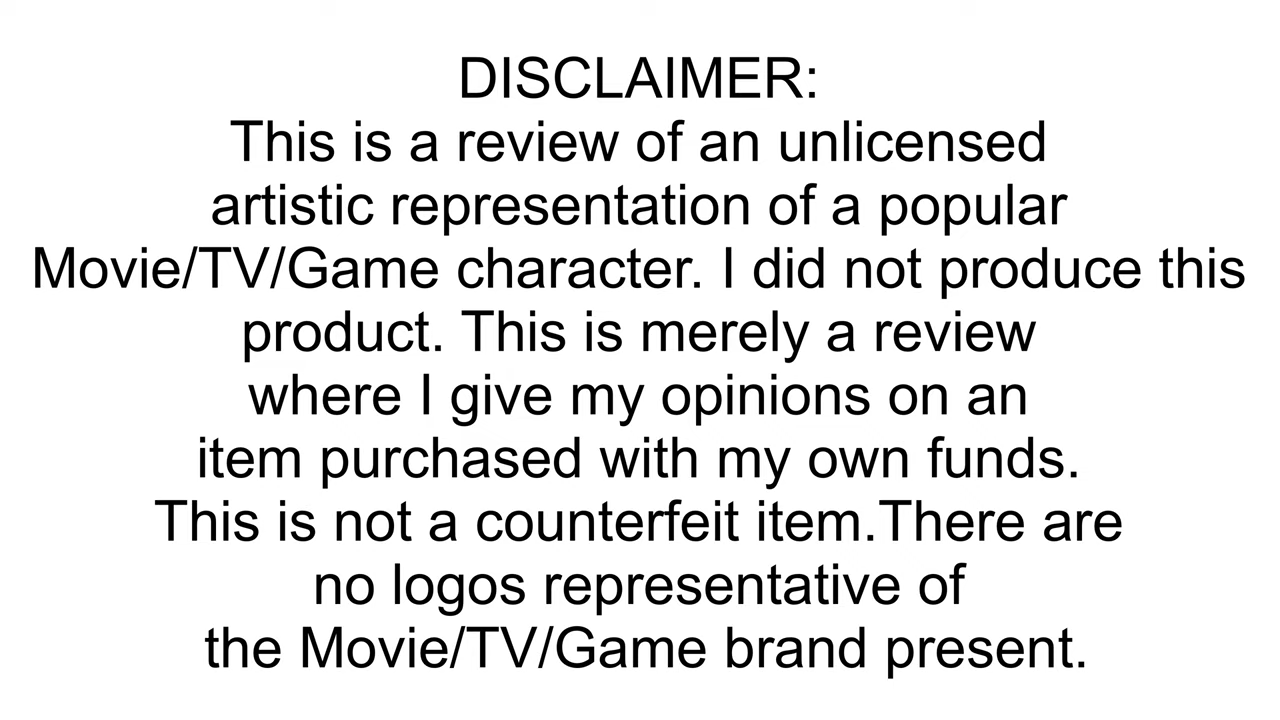 DISCLAIMER:
This is a review of an unlicensed
artistic representation of a popular
Movie/TV/Game character. I did not produce this
product. This is merely a review
where I give my opinions on an
item purchased with my own funds.
This is not a counterfeit item.There are
no logos representative of
the Movie/TV/Game brand present.